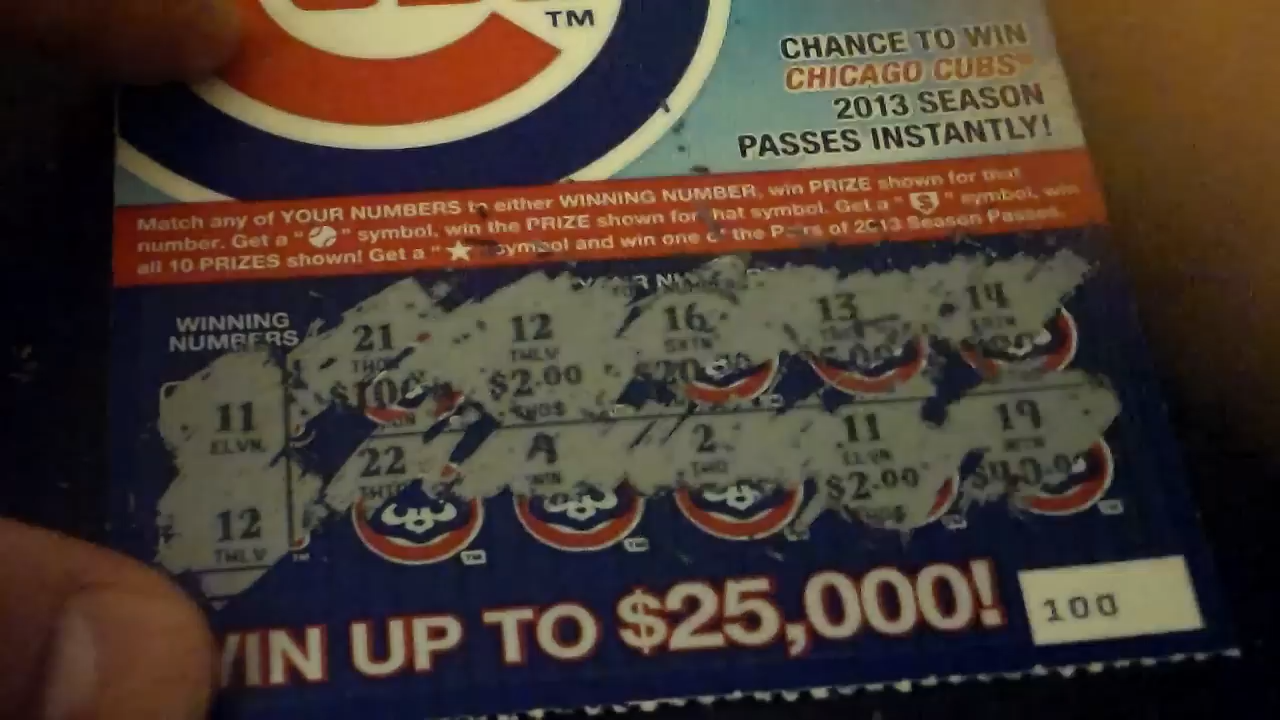 TM
CHANCE TO WIN
CHICAGO CUBS®
2013 SEASON
PASSES INSTANTLY!
Match any of YOUR NUMBERS to either WINNING NUMBER, win PRIZE shown for that
number. Get a " " symbol, win the PRIZE shown for that symbol. Get a " $ " symbol, win
all 10 PRIZES shown! Get a " ★ " symbol and win one of the Pairs of 2013 Season Passes.
WINNING
NUMBERS
11
ELVN
12
TWLV
21
12
TWLV
$2.00
16
SXTN
13
14
22
2
TWO
11
ELVN
$2.00
19
WIN UP TO $25,000!
100